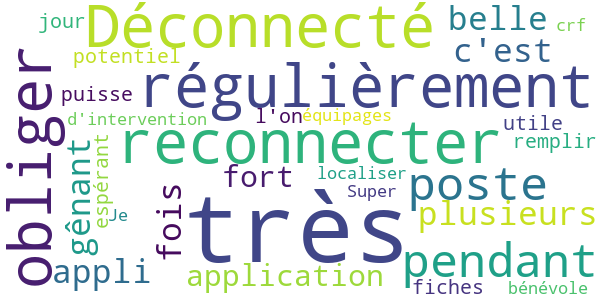 jour
Déconnecté
belle
crf
potentiel
c'est
obliger
puisse
régulièrement
d'intervention
l'on
équipages
utile
gênant
espérant
reconnecter
remplir
fois
fort
localiser
Super
poste
Je
très
plusieurs
appli
application
pendant
fiches
bénévole